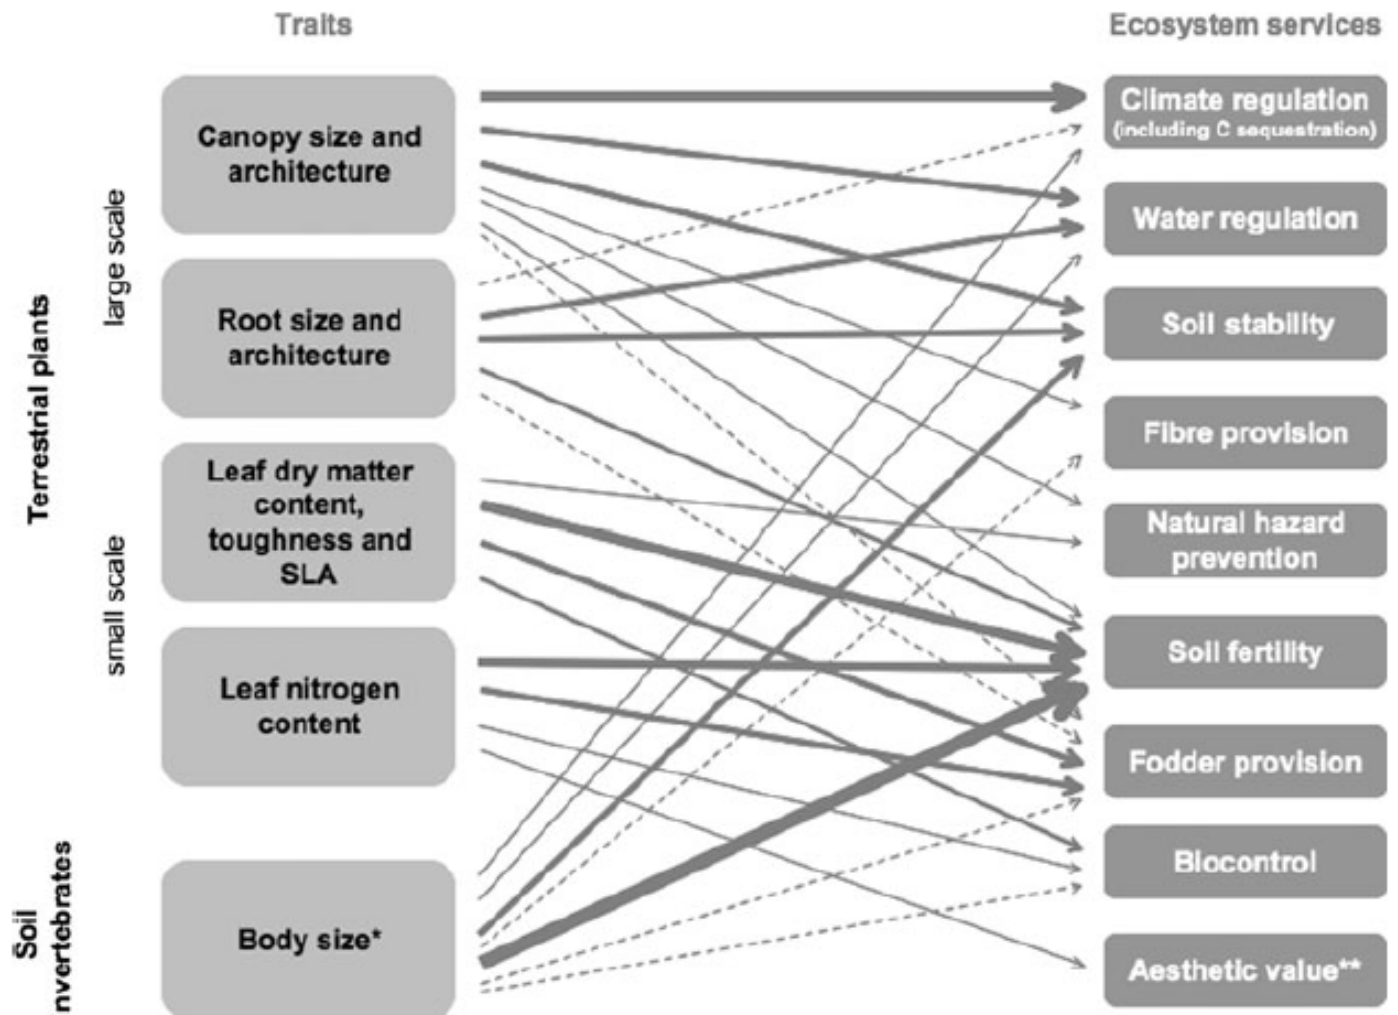 Traits
Ecosystem services
large scale
Terrestrial plants
small scale
Soil
nvertebrates
Canopy size and
architecture
Root size and
architecture
Leaf dry matter
content,
toughness and
SLA
Leaf nitrogen
content
Body size*
Climate regulation
(including C sequestration)
Water regulation
Soil stability
Fibre provision
Natural hazard
prevention
Soil fertility
Fodder provision
Biocontrol
Aesthetic value**